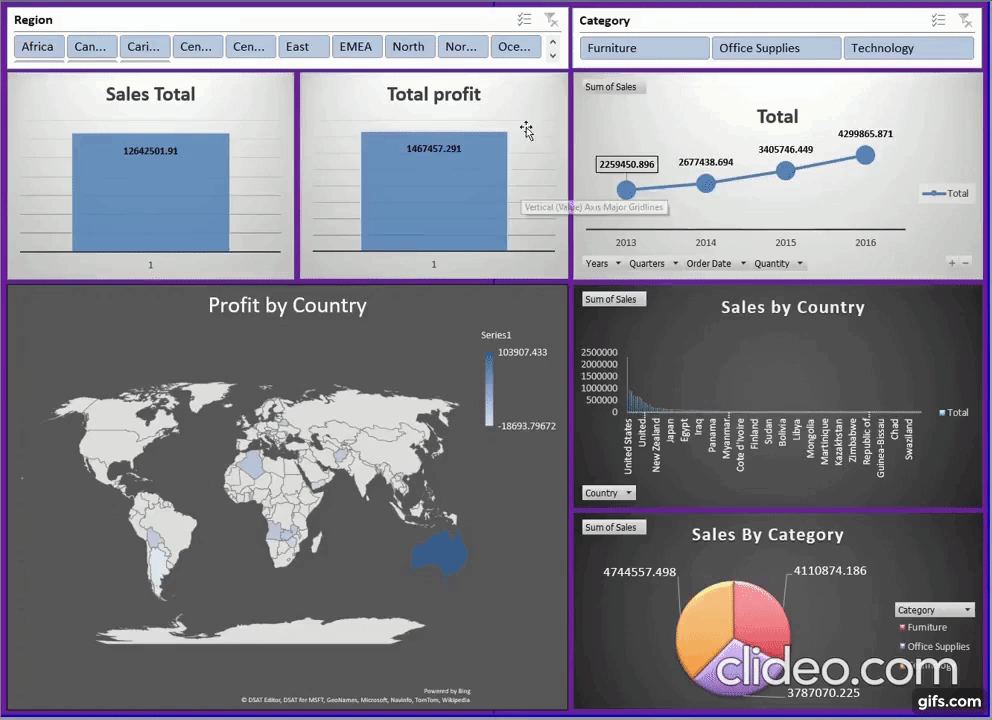 Region
Africa
Can...
Cari...
Cen...
Cen...
East
EMEA
North
Nor...
Oce...
Category
Furniture
Office Supplies
Technology
Sales Total
12642501.91
1
Total profit
1467457.291
1
Vertical (Value) Axis Major Gridlines
Sum of Sales
Total
2259450.896
2677438.694
3405746.449
4299865.871
Total
2013
2014
2015
2016
Years
Quarters
Order Date
Quantity
Profit by Country
Series1
103907.433
-18693.79672
Powered by Bing
© DSAT Editor, DSAT for MSFT, GeoNames, Microsoft, Navinfo, TomTom, Wikipedia
Sum of Sales
Sales by Country
2500000
2000000
1500000
1000000
500000
0
United States
United...
New Zealand
Japan
Egypt
Iraq
Panama
Myanmar...
Cote d'Ivoire
Finland
Sudan
Bolivia
Libya
Mongolia
Martinique
Kazakhstan
Zimbabwe
Republic of...
Guinea-Bissau
Chad
Swaziland
Total
Country
Sum of Sales
Sales By Category
4744557.498
4110874.186
3787070.225
Category
Furniture
Office Supplies
clideo.com
gifs.com